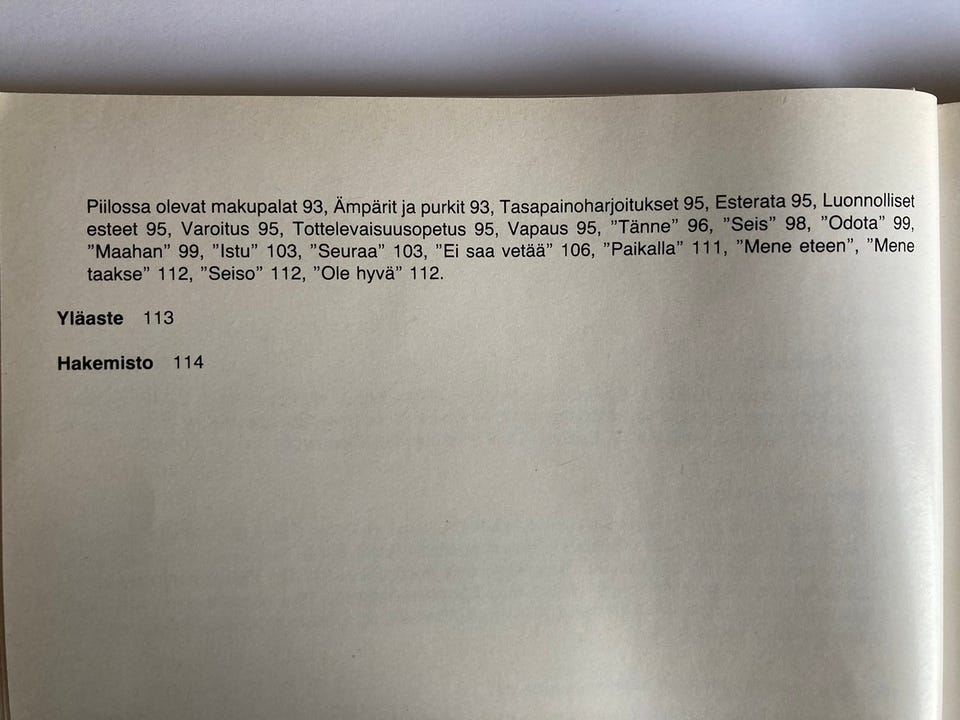 Piilossa olevat makupalat 93, Ämpärit ja purkit 93, Tasapainoharjoitukset 95, Esterata 95, Luonnolliset
esteet 95, Varoitus 95, Tottelevaisuusopetus 95, Vapaus 95, ”Tänne” 96, ”Seis” 98, ”Odota” 99,
”Maahan” 99, ”Istu” 103, ”Seuraa” 103, ”Ei saa vetää” 106, ”Paikalla” 111, ”Mene eteen”, ”Mene
taakse” 112, ”Seiso” 112, ”Ole hyvä” 112.
Yläaste 113
Hakemisto 114